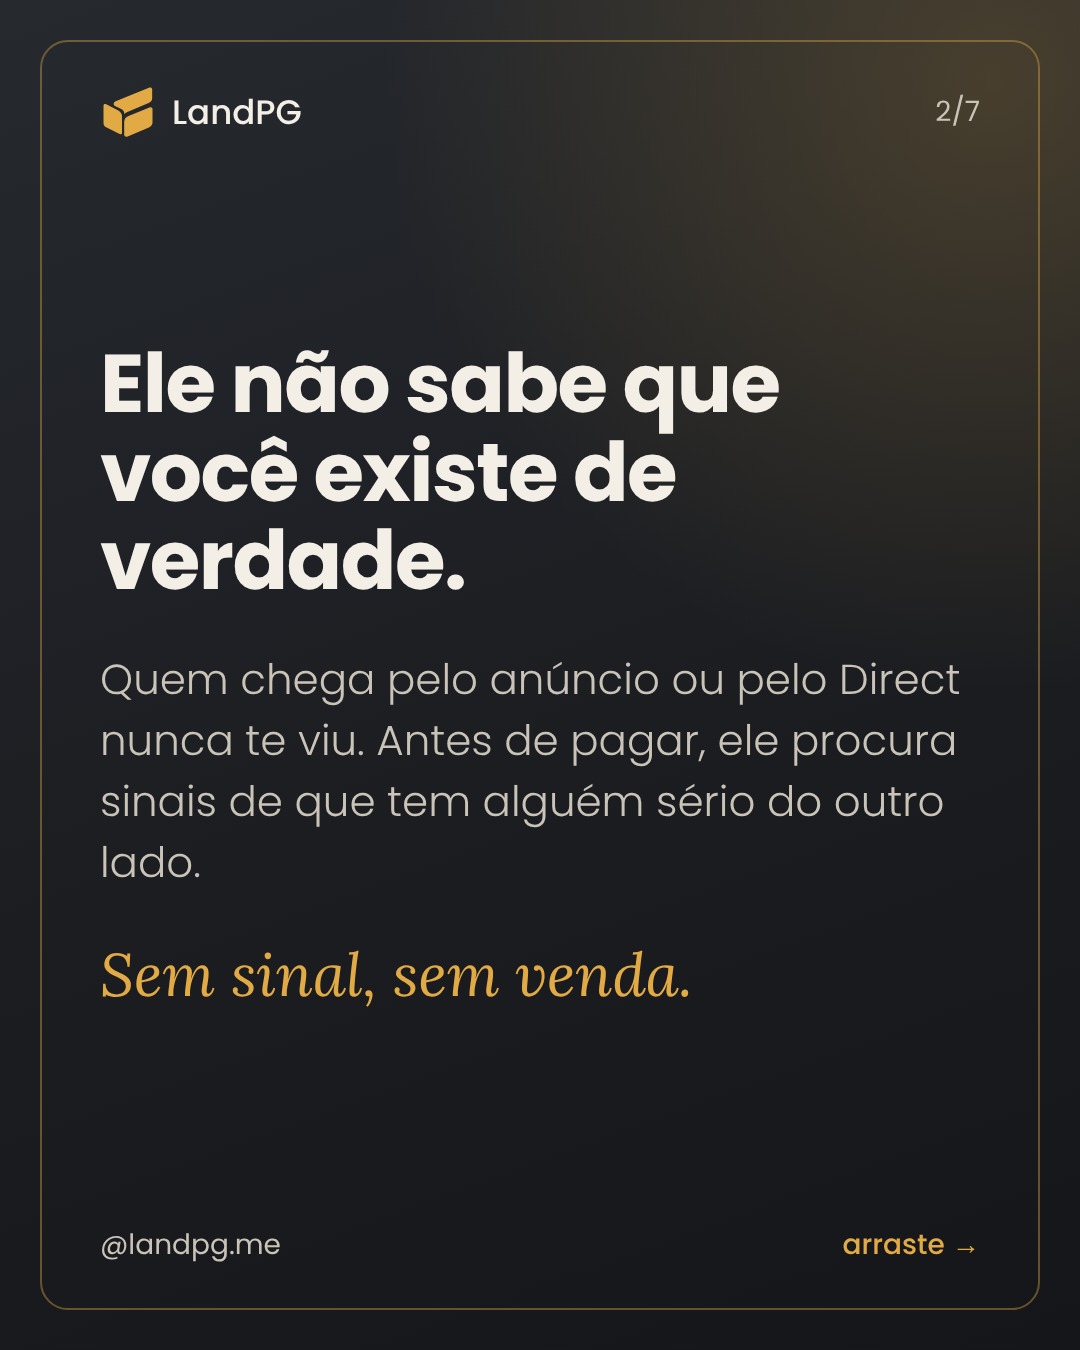 LandPG
2/7
Ele não sabe que
você existe de
verdade.
Quem chega pelo anúncio ou pelo Direct
nunca te viu. Antes de pagar, ele procura
sinais de que tem alguém sério do outro
lado.
Sem sinal, sem venda.
@landpg.me
arraste →